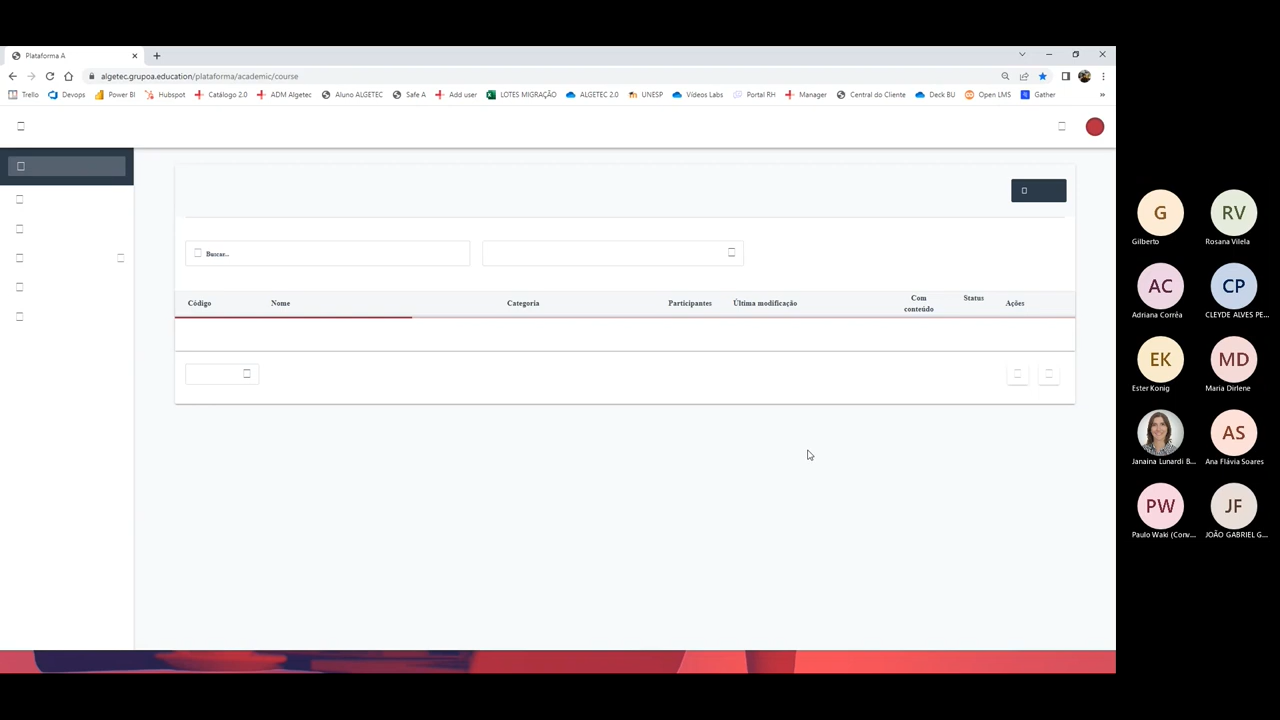 Plataforma A
algetec.grupoa.education/plataforma/academic/course
Trello Devops Power BI Hubspot Catálogo 2.0 ADM Algetec Aluno ALGETEC Safe A Add user LOTES MIGRAÇÃO ALGETEC 2.0 UNESP Vídeos Labs Portal RH Manager Central do Cliente Deck BU Open LMS Gather »
Buscar...
Código Nome Categoria Participantes Última modificação Com conteúdo Status Ações
G RV
Gilberto Rosana Vilela
AC CP
Adriana Corrêa CLEYDE ALVES PE...
EK MD
Ester Konig Maria Dirlene
AS
Janaina Lunardi B... Ana Flávia Soares
PW JF
Paulo Waki (Conv... JOÃO GABRIEL G...